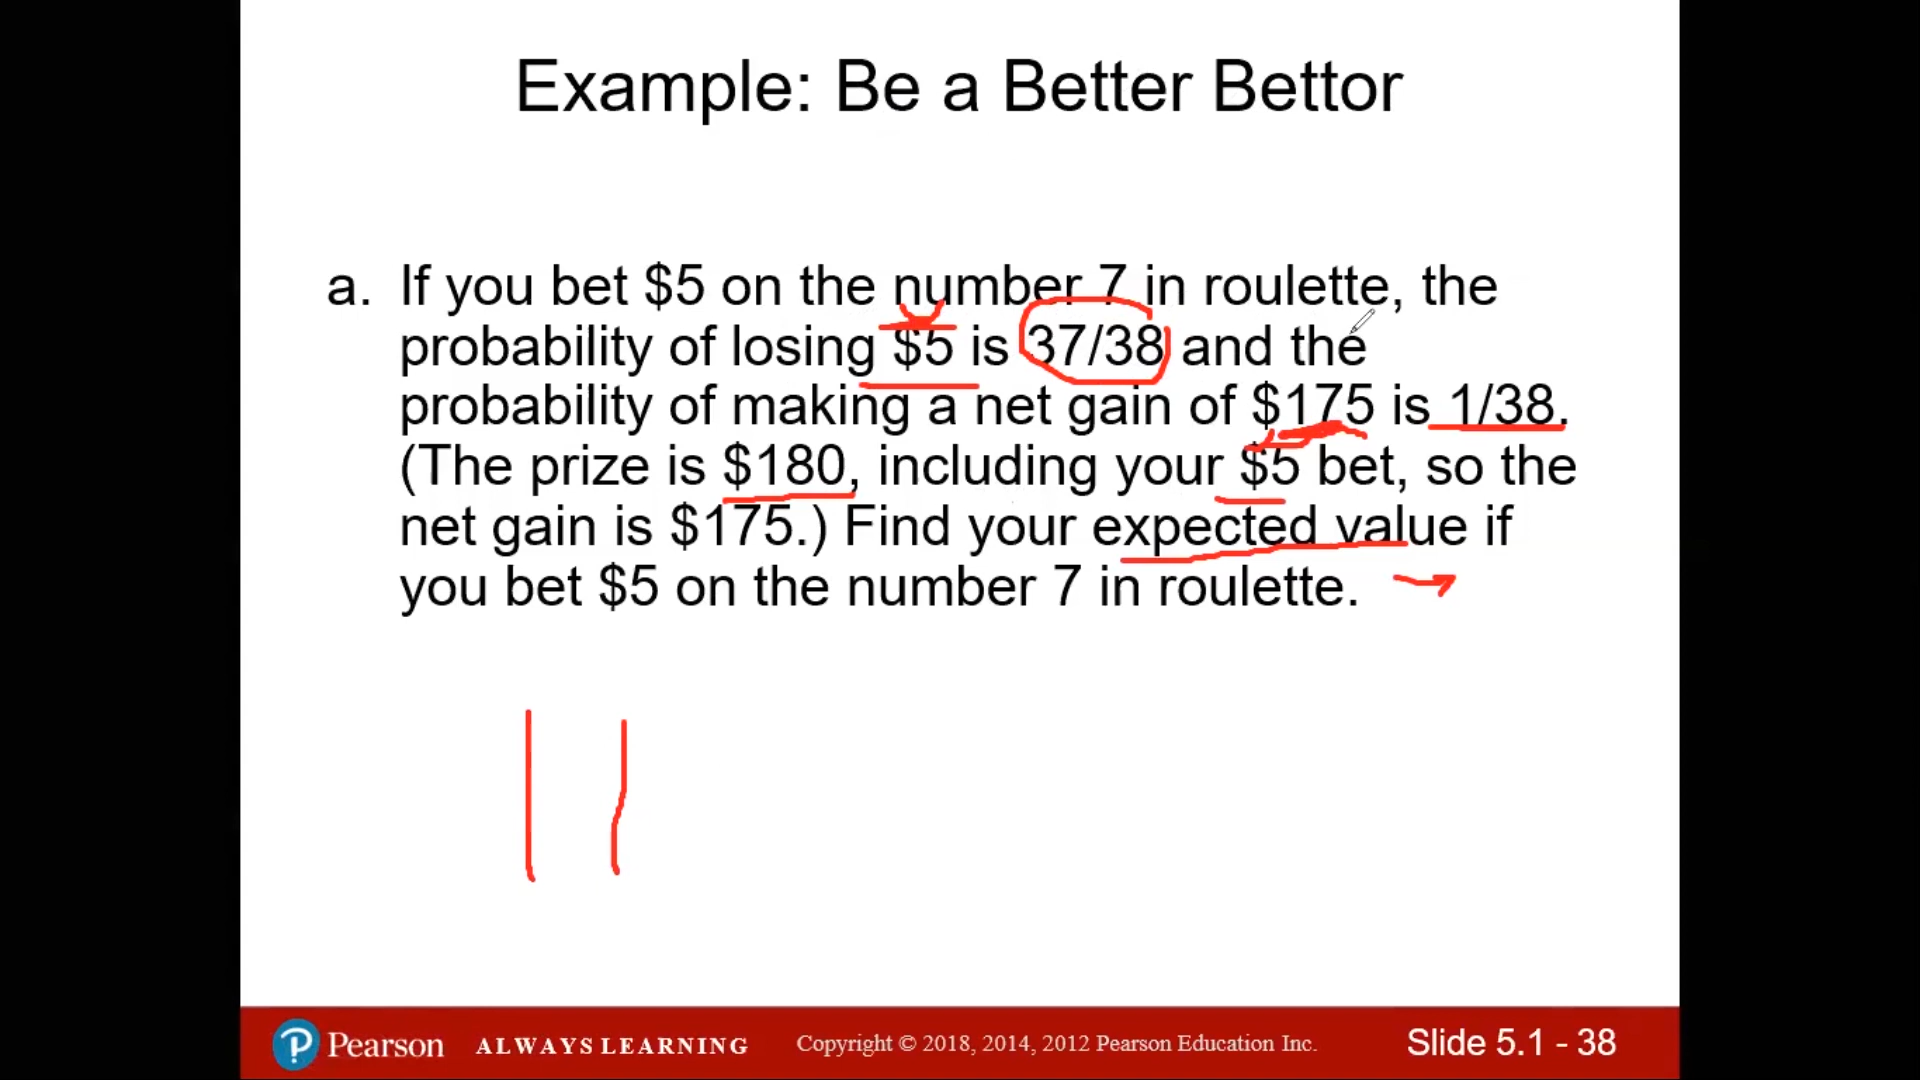 Example: Be a Better Bettor
a. If you bet $5 on the number 7 in roulette, the
probability of losing $5 is 37/38 and the
probability of making a net gain of $175 is 1/38.
(The prize is $180, including your $5 bet, so the
net gain is $175.) Find your expected value if
you bet $5 on the number 7 in roulette.
Pearson ALWAYS LEARNING Copyright © 2018, 2014, 2012 Pearson Education Inc. Slide 5.1 - 38